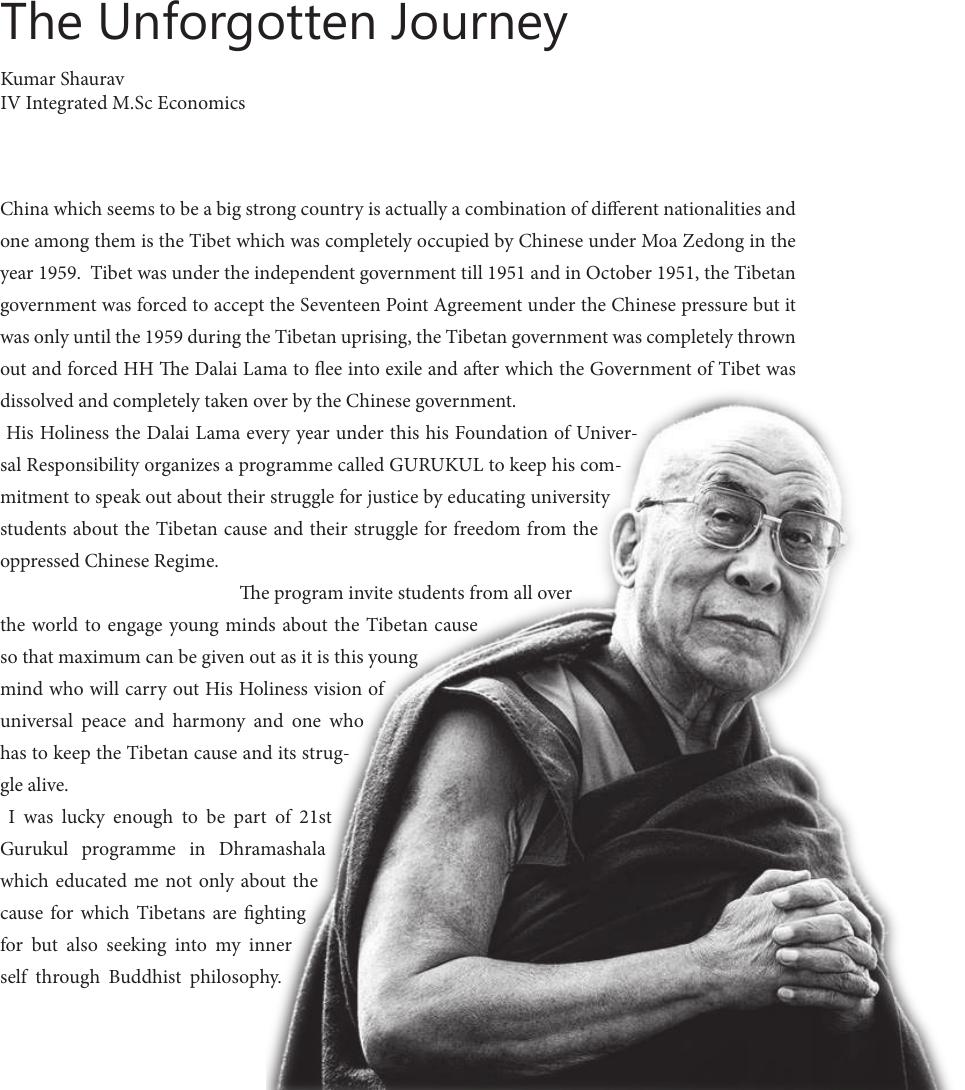 The Unforgotten Journey
Kumar Shaurav
IV Integrated M.Sc Economics
China which seems to be a big strong country is actually a combination of different nationalities and
one among them is the Tibet which was completely occupied by Chinese under Moa Zedong in the
year 1959.  Tibet was under the independent government till 1951 and in October 1951, the Tibetan
government was forced to accept the Seventeen Point Agreement under the Chinese pressure but it
was only until the 1959 during the Tibetan uprising, the Tibetan government was completely thrown
out and forced HH The Dalai Lama to flee into exile and after which the Government of Tibet was
dissolved and completely taken over by the Chinese government.
His Holiness the Dalai Lama every year under this his Foundation of Univer-
sal Responsibility organizes a programme called GURUKUL to keep his com-
mitment to speak out about their struggle for justice by educating university
students about the Tibetan cause and their struggle for freedom from the
oppressed Chinese Regime.
The program invite students from all over
the world to engage young minds about the Tibetan cause
so that maximum can be given out as it is this young
mind who will carry out His Holiness vision of
universal peace and harmony and one who
has to keep the Tibetan cause and its strug-
gle alive.
I was lucky enough to be part of 21st
Gurukul programme in Dhramashala
which educated me not only about the
cause for which Tibetans are fighting
for but also seeking into my inner
self through Buddhist philosophy.